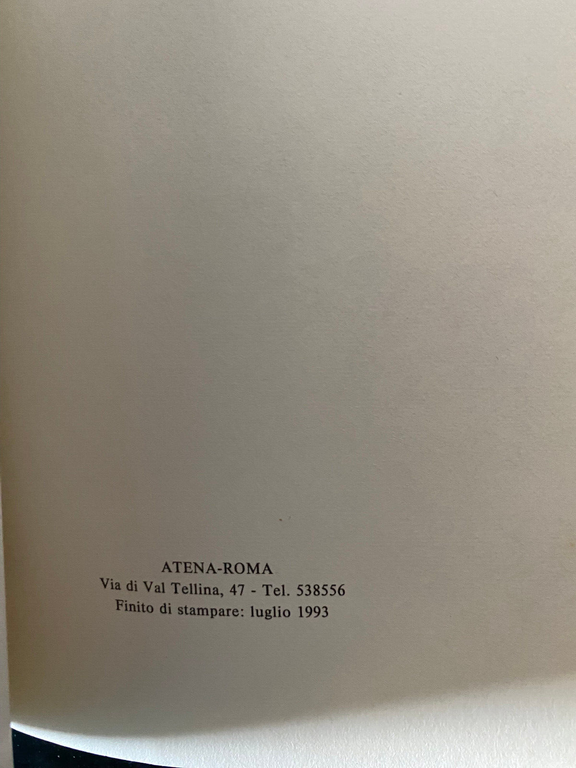 ATENA-ROMA
Via di Val Tellina, 47 - Tel. 538556
Finito di stampare: luglio 1993